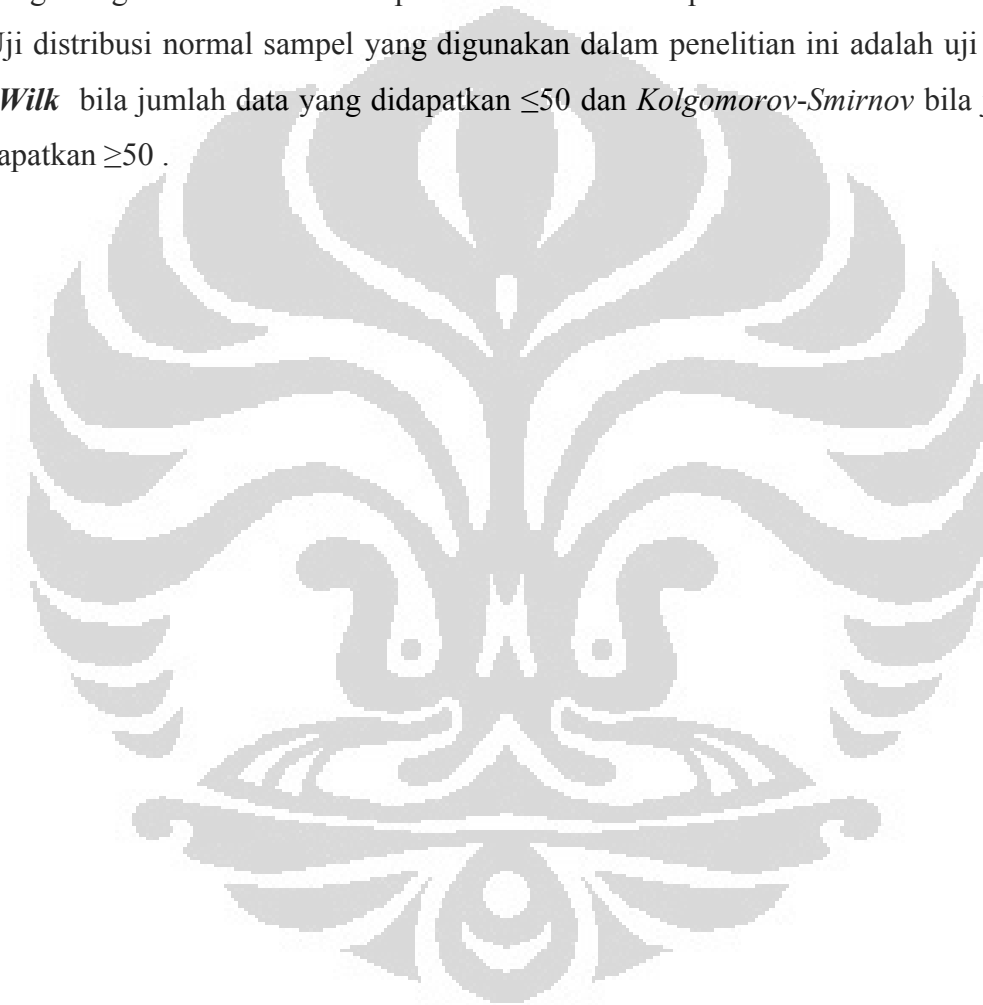 Uji distribusi normal sampel yang digunakan dalam penelitian ini adalah uji
Wilk bila jumlah data yang didapatkan ≤50 dan Kolgomorov-Smirnov bila
apatkan ≥50 .